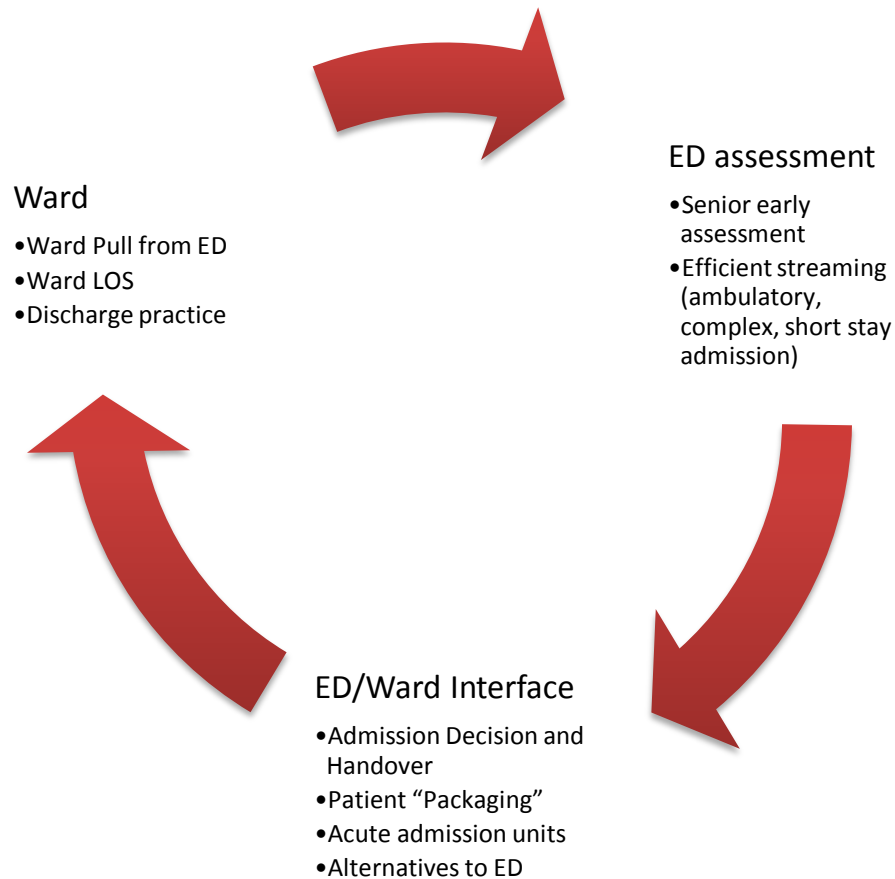 Ward
•Ward Pull from ED
•Ward LOS
•Discharge practice
ED assessment
•Senior early
assessment
•Efficient streaming
(ambulatory,
complex, short stay
admission)
ED/Ward Interface
•Admission Decision and
Handover
•Patient “Packaging”
•Acute admission units
•Alternatives to ED